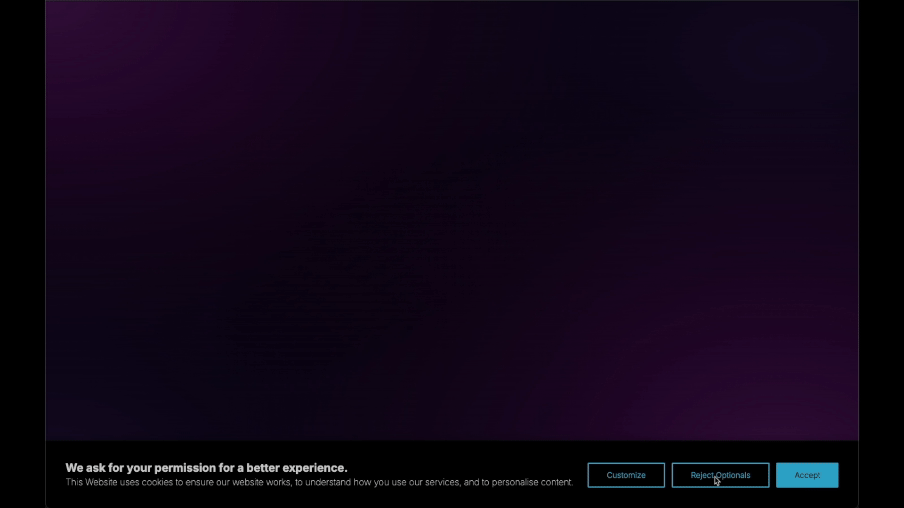 We ask for your permission for a better experience.
This Website uses cookies to ensure our website works, to understand how you use our services, and to personalise content.
Customize
Reject Optionals
Accept